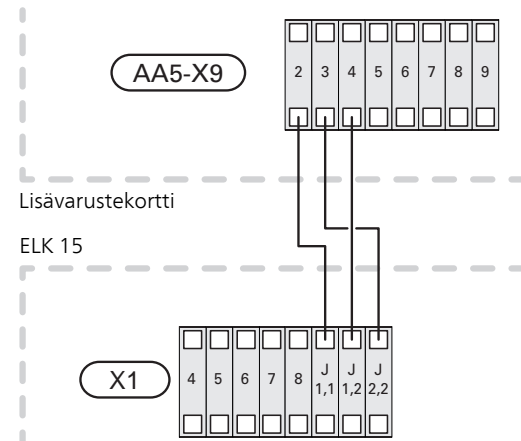 AA5-X9
2 3 4 5 6 7 8 9
Lisävarustekortti
ELK 15
X1
4 5 6 7 8 J 1,1 J 1,2 J 2,2